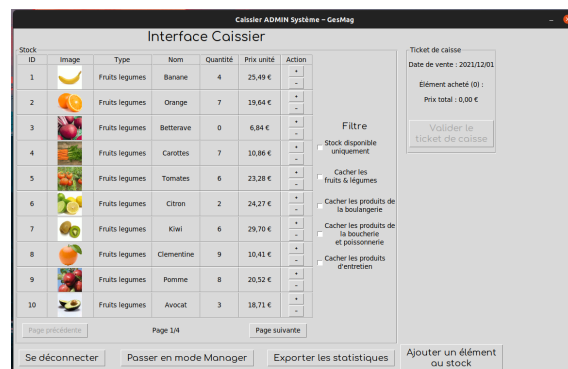 Caissier ADMIN Système – GesMag
Interface Caissier
Stock
ID Image Type Nom Quantité Prix unité Action
1 Fruits legumes Banane 4 25,49 € + -
2 Fruits legumes Orange 7 19,64 € + -
3 Fruits legumes Betterave 0 6,84 € + -
4 Fruits legumes Carottes 7 10,86 € + -
5 Fruits legumes Tomates 6 23,28 € + -
6 Fruits legumes Citron 2 24,27 € + -
7 Fruits legumes Kiwi 6 29,70 € + -
8 Fruits legumes Clementine 9 10,41 € + -
9 Fruits legumes Pomme 8 20,52 € + -
10 Fruits legumes Avocat 3 18,71 € + -
Page précédente Page 1/4 Page suivante
Filtre
Stock disponible
uniquement
Cacher les
fruits & légumes
Cacher les produits de
la boulangerie
Cacher les produits de
la boucherie
et poissonnerie
Cacher les produits
d'entretien
Ticket de caisse
Date de vente : 2021/12/01
Élément acheté (0) :
Prix total : 0,00 €
Valider le
ticket de caisse
Se déconnecter Passer en mode Manager Exporter les statistiques
Ajouter un élément
au stock